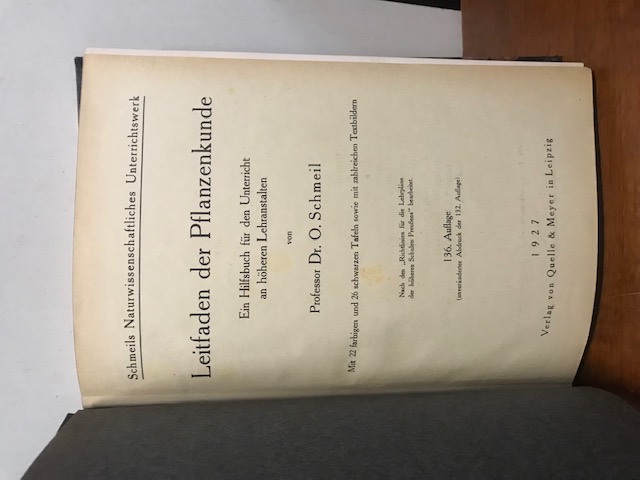 Schmeils Naturwissenschaftliches Unterrichtswerk
Leitfaden der Pflanzenkunde
Ein Hilfsbuch für den Unterricht
an höheren Lehranstalten
von
Professor Dr. O. Schmeil
Mit 22 farbigen und 26 schwarzen Tafeln sowie mit zahlreichen Textbildern
Nach den „Richtlinien für die Lehrpläne
der höheren Schulen Preußens" bearbeitet.
136. Auflage
(unveränderter Abdruck der 132. Auflage)
1927
Verlag von Quelle & Meyer in Leipzig